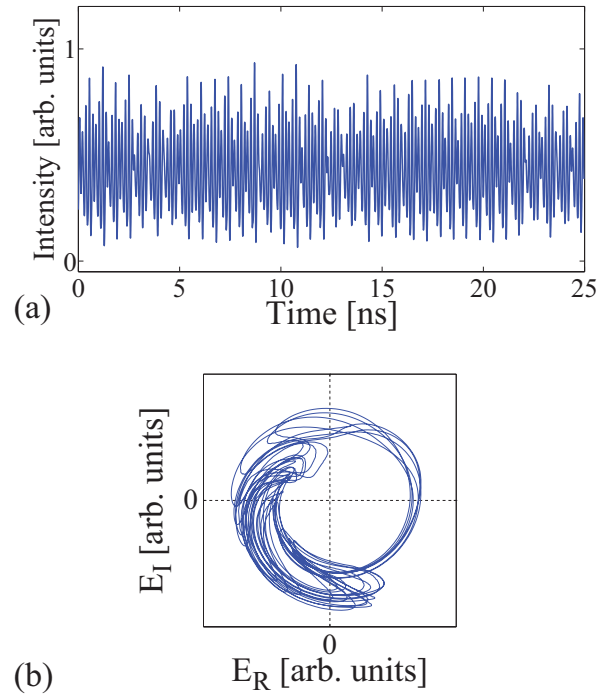 Intensity [arb. units]
1
0
0
5
10
15
20
25
Time [ns]
(a)
E_I [arb. units]
0
0
E_R [arb. units]
(b)